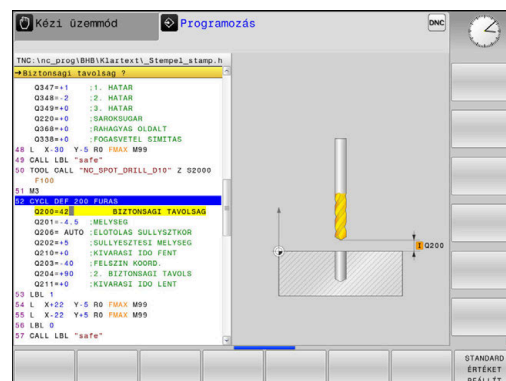 Kézi üzemmód
Programozás
DNC
TNC:\nc_prog\BHB\Klartext\_Stempel_stamp.h
→Biztonsagi tavolsag ?
Q347=+1 ;1. HATAR
Q348=-2 ;2. HATAR
Q349=+0 ;3. HATAR
Q220=+0 ;SAROKSUGAR
Q368=+0 ;RAHAGYAS OLDALT
Q338=+0 ;FOGASVETEL SIMITAS
48 L X-30 Y-5 R0 FMAX M99
49 CALL LBL "safe"
50 TOOL CALL "NC_SPOT_DRILL_D10" Z S2000
F100
51 M3
52 CYCL DEF 200 FURAS
Q200=42 BIZTONSAGI TAVOLSAG
Q201=-4.5 ;MELYSEG
Q206= AUTO ;ELOTOLAS SULLYSZTKOR
Q202=+5 ;SULLYESZTESI MELYSEG
Q210=+0 ;KIVARASI IDO FENT
Q203=-40 ;FELSZIN KOORD.
Q204=+90 ;2. BIZTONSAGI TAVOLS
Q211=+0 ;KIVARASI IDO LENT
53 LBL 1
54 L X+22 Y-5 R0 FMAX M99
55 L X-22 Y+5 R0 FMAX M99
56 LBL 0
57 CALL LBL "safe"
Q200
STANDARD
ÉRTÉKET
BEÁLLÍT